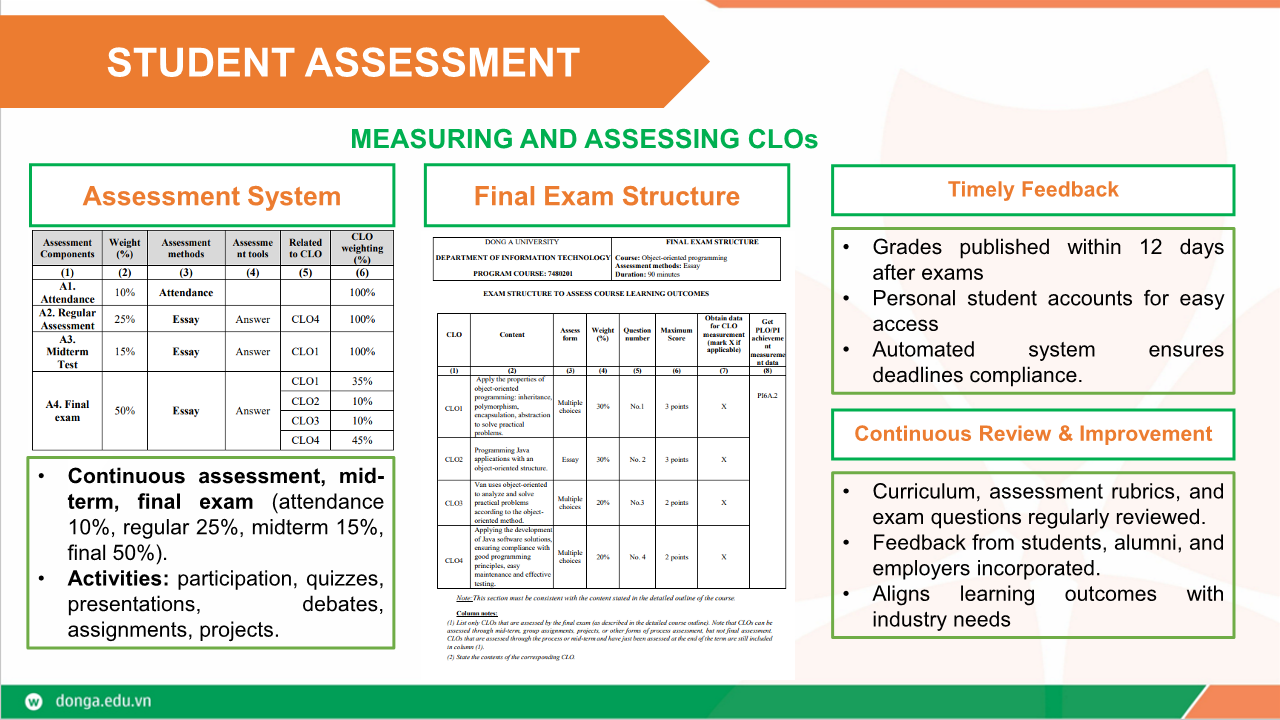 STUDENT ASSESSMENT
MEASURING AND ASSESSING CLOs
Assessment System
Assessment Components Weight (%) Assessment methods Assessme nt tools Related to CLO CLO weighting (%)
(1) (2) (3) (4) (5) (6)
A1. Attendance 10% Attendance 100%
A2. Regular Assessment 25% Essay Answer CLO4 100%
A3. Midterm Test 15% Essay Answer CLO1 100%
A4. Final exam 50% Essay Answer CLO1 35%
CLO2 10%
CLO3 10%
CLO4 45%
• Continuous assessment, mid-
term, final exam (attendance
10%, regular 25%, midterm 15%,
final 50%).
• Activities: participation, quizzes,
presentations, debates,
assignments, projects.
Final Exam Structure
DONG A UNIVERSITY
DEPARTMENT OF INFORMATION TECHNOLOGY
PROGRAM COURSE: 7480201
FINAL EXAM STRUCTURE
Course: Object-oriented programming
Assessment methods: Essay
Duration: 90 minutes
EXAM STRUCTURE TO ASSESS COURSE LEARNING OUTCOMES
CLO Content Assess form Weight (%) Question number Maximum Score Obtain data for CLO measurement (mark X if applicable) Get PLO/PI achieveme nt measureme nt data
(1) (2) (3) (4) (5) (6) (7) (8)
CLO1 Apply the properties of object-oriented programming: inheritance, polymorphism, encapsulation, abstraction to solve practical problems. Multiple choices 30% No.1 3 points X PI6A.2
CLO2 Programming Java applications with an object-oriented structure. Essay 30% No. 2 3 points X
CLO3 Van uses object-oriented to analyze and solve practical problems according to the object-oriented method. Multiple choices 20% No.3 2 points X
CLO4 Applying the development of Java software solutions, ensuring compliance with good programming principles, easy maintenance and effective testing. Multiple choices 20% No. 4 2 points X
Note: This section must be consistent with the content stated in the detailed outline of the course.
Column notes:
(1) List only CLOs that are assessed by the final exam (as described in the detailed course outline). Note that CLOs can be
assessed through mid-term, group assignments, projects, or other forms of process assessment, but not final assessment.
CLOs that are assessed through the process or mid-term and have just been assessed at the end of the term are still included
in column (1).
(2) State the contents of the corresponding CLO.
Timely Feedback
• Grades published within 12 days
after exams
• Personal student accounts for easy
access
• Automated system ensures
deadlines compliance.
Continuous Review & Improvement
• Curriculum, assessment rubrics, and
exam questions regularly reviewed.
• Feedback from students, alumni, and
employers incorporated.
• Aligns learning outcomes with
industry needs
w donga.edu.vn